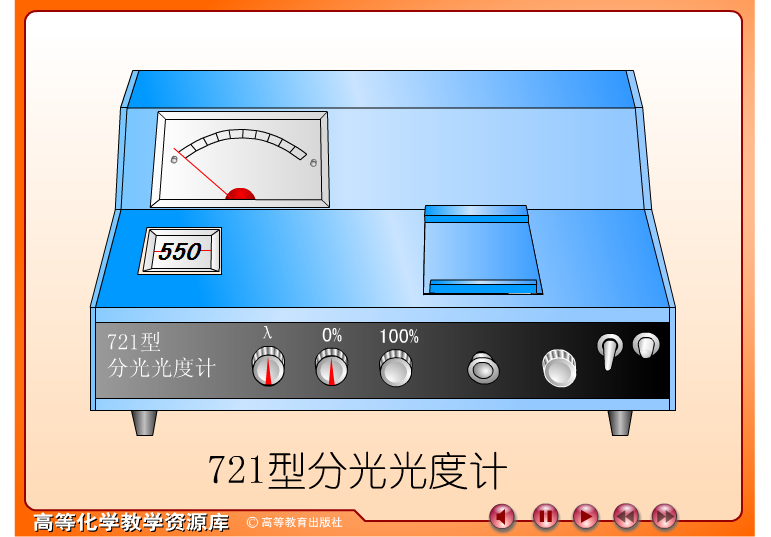 550
λ 0% 100%
721型
分光光度计
721型分光光度计
高等化学教学资源库 © 高等教育出版社